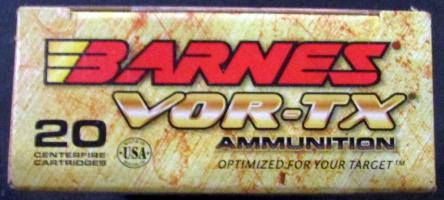 BARNES
VOR-TX
AMMUNITION
OPTIMIZED FOR YOUR TARGET™
20
CENTERFIRE
CARTRIDGES
USA